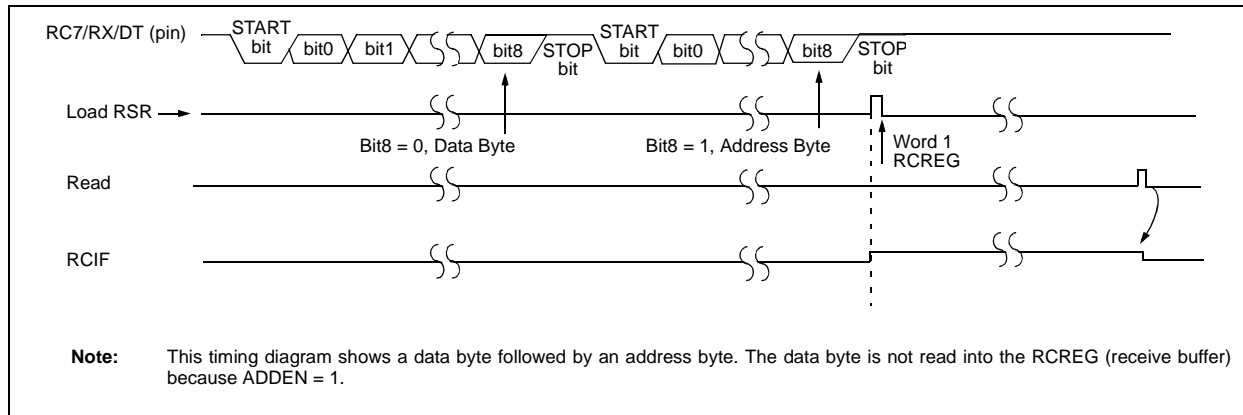 RC7/RX/DT (pin)
START
bit
bit0
bit1
bit8
STOP
bit
START
bit
bit0
bit8
STOP
bit
Load RSR
Bit8 = 0, Data Byte
Bit8 = 1, Address Byte
Word 1
RCREG
Read
RCIF
Note: This timing diagram shows a data byte followed by an address byte. The data byte is not read into the RCREG (receive buffer)
because ADDEN = 1.